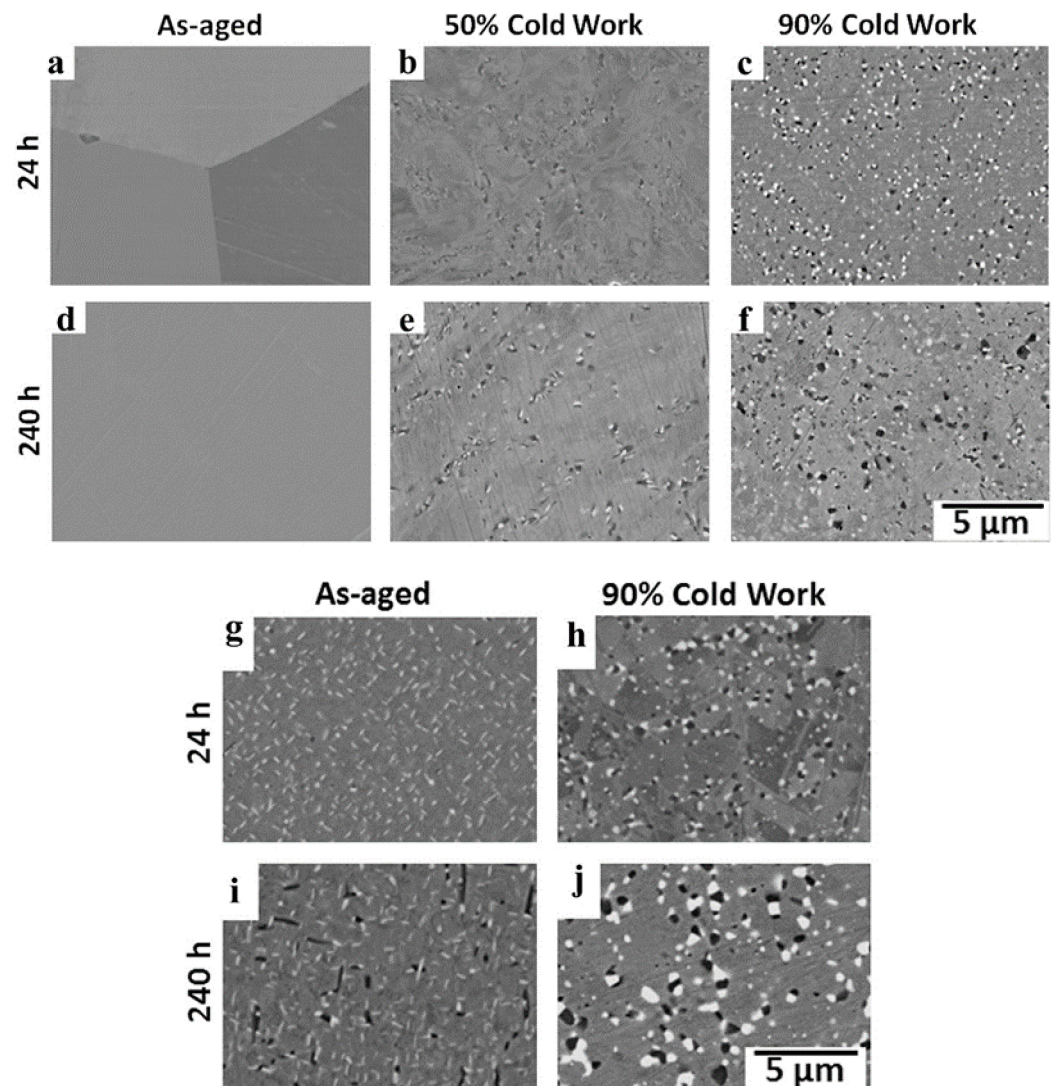 As-aged 50% Cold Work 90% Cold Work
24 h
a b c
240 h
d e f
5 µm
As-aged 90% Cold Work
24 h
g h
240 h
i j
5 µm